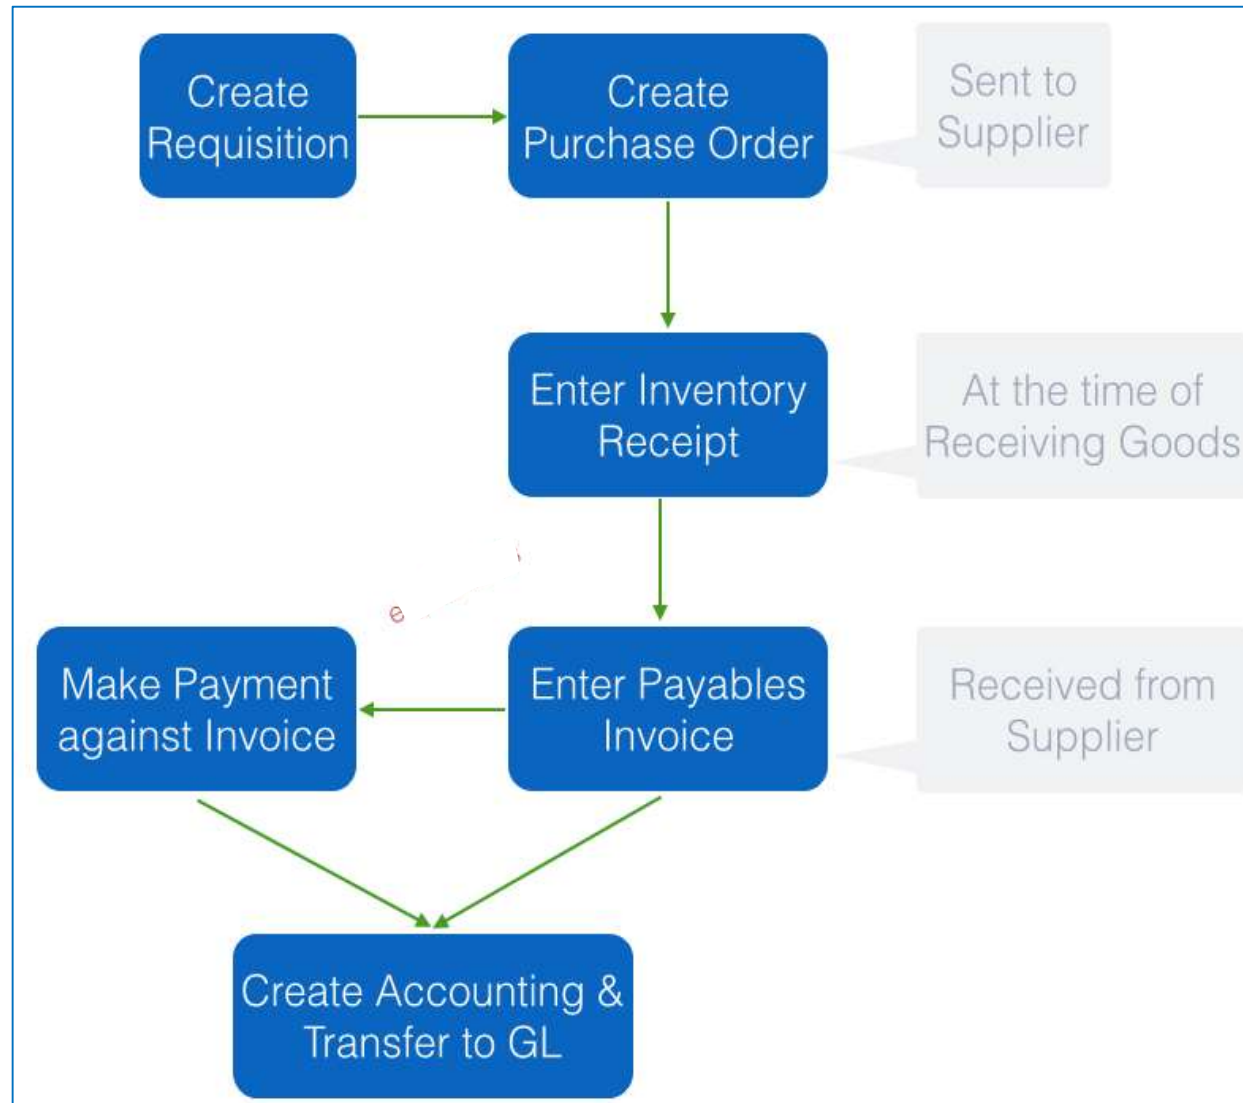 Create
Requisition
Create
Purchase Order
Sent to
Supplier
Enter Inventory
Receipt
At the time of
Receiving Goods
e
Make Payment
against Invoice
Enter Payables
Invoice
Received from
Supplier
Create Accounting &
Transfer to GL